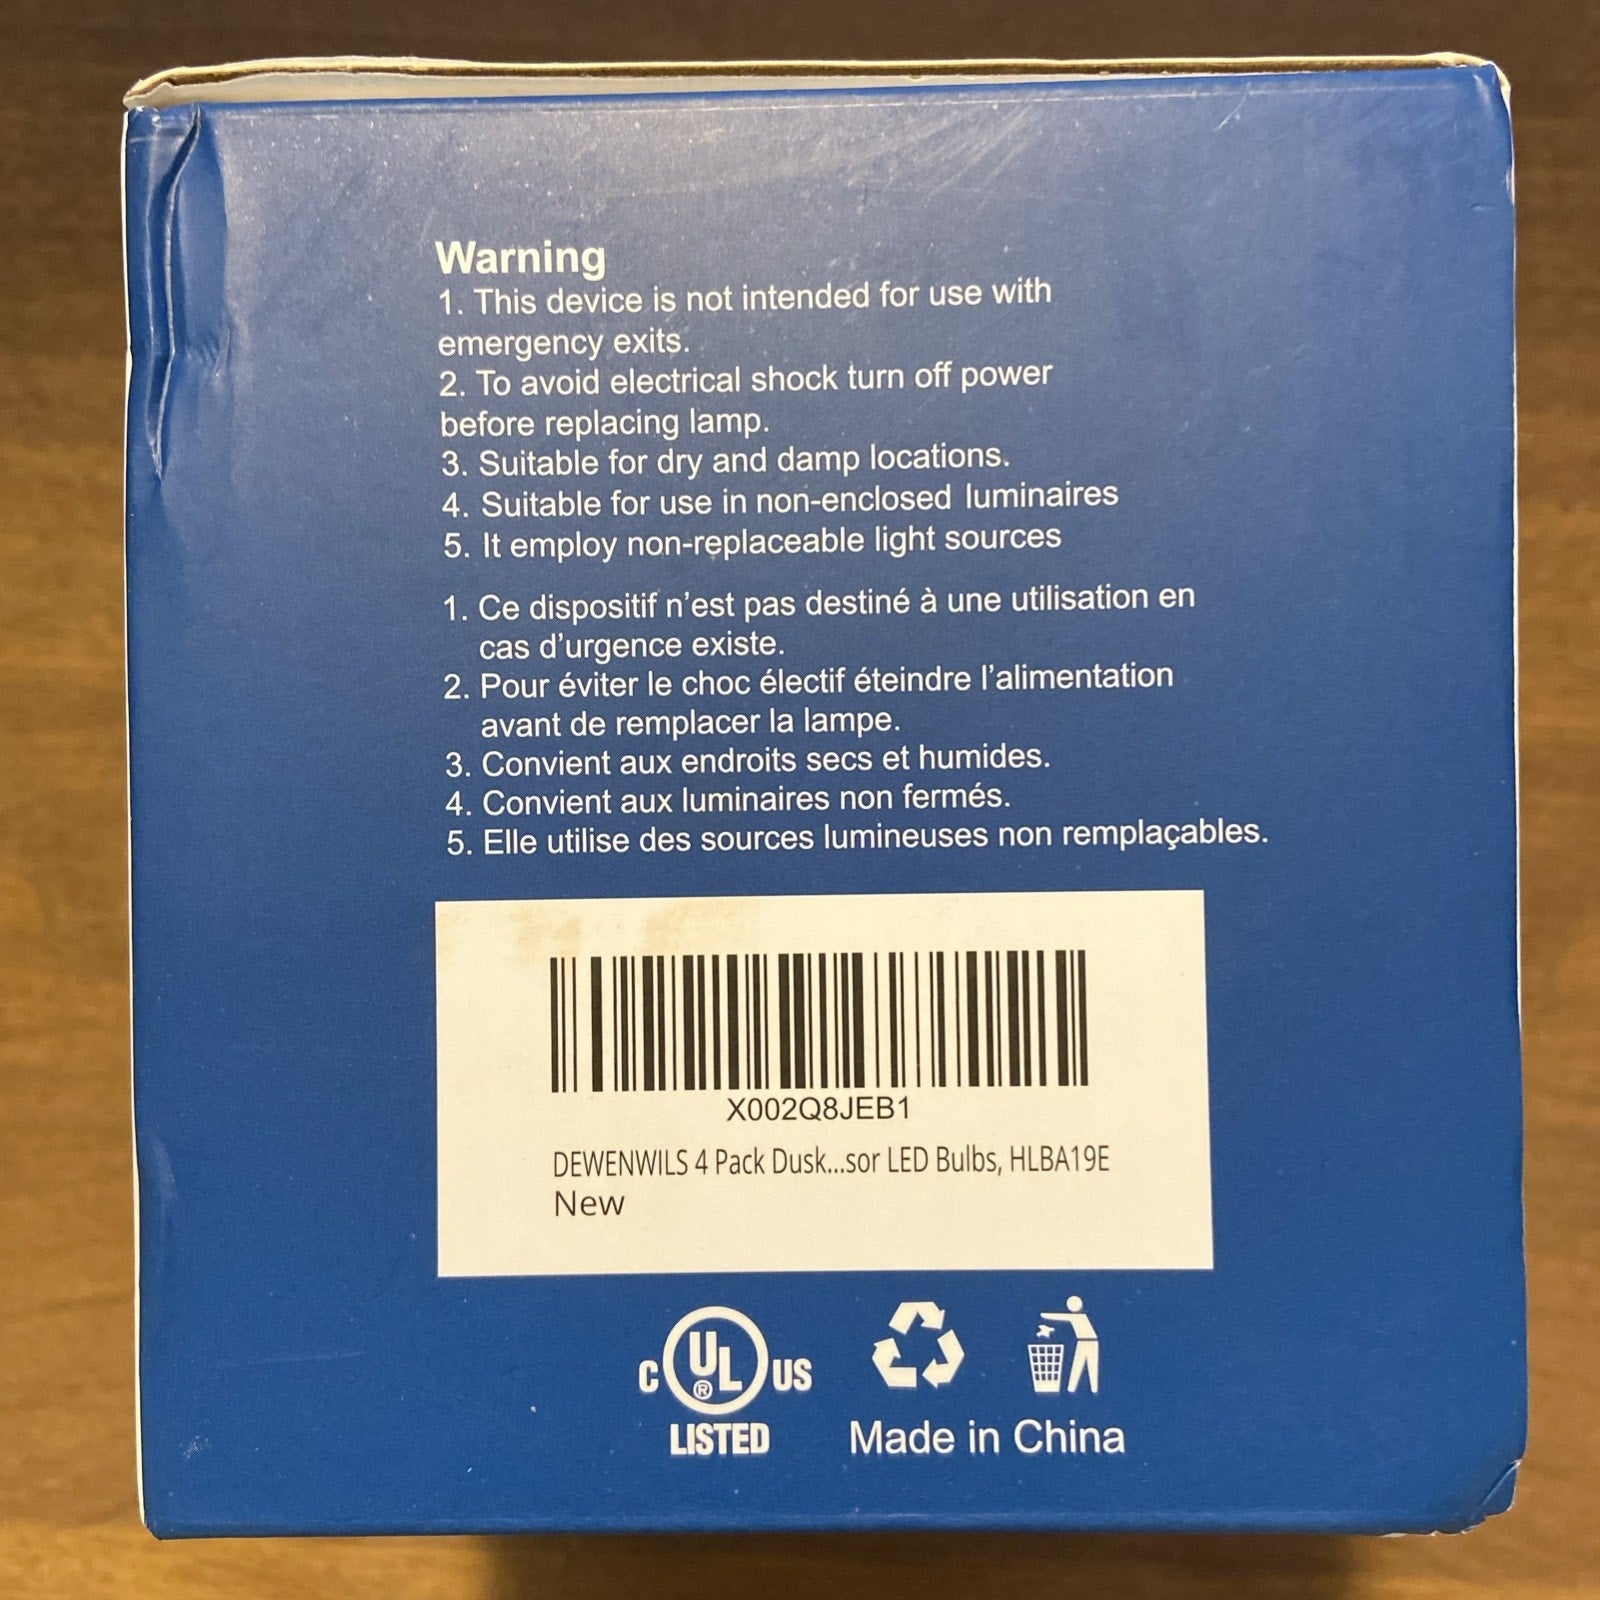 Warning
1. This device is not intended for use with
emergency exits.
2. To avoid electrical shock turn off power
before replacing lamp.
3. Suitable for dry and damp locations.
4. Suitable for use in non-enclosed luminaires
5. It employ non-replaceable light sources
1. Ce dispositif n’est pas destiné à une utilisation en
cas d’urgence existe.
2. Pour éviter le choc électif éteindre l’alimentation
avant de remplacer la lampe.
3. Convient aux endroits secs et humides.
4. Convient aux luminaires non fermés.
5. Elle utilise des sources lumineuses non remplaçables.
X002Q8JEB1
DEWENWILS 4 Pack Dusk...sor LED Bulbs, HLBA19E
New
C UL ® US
LISTED
Made in China